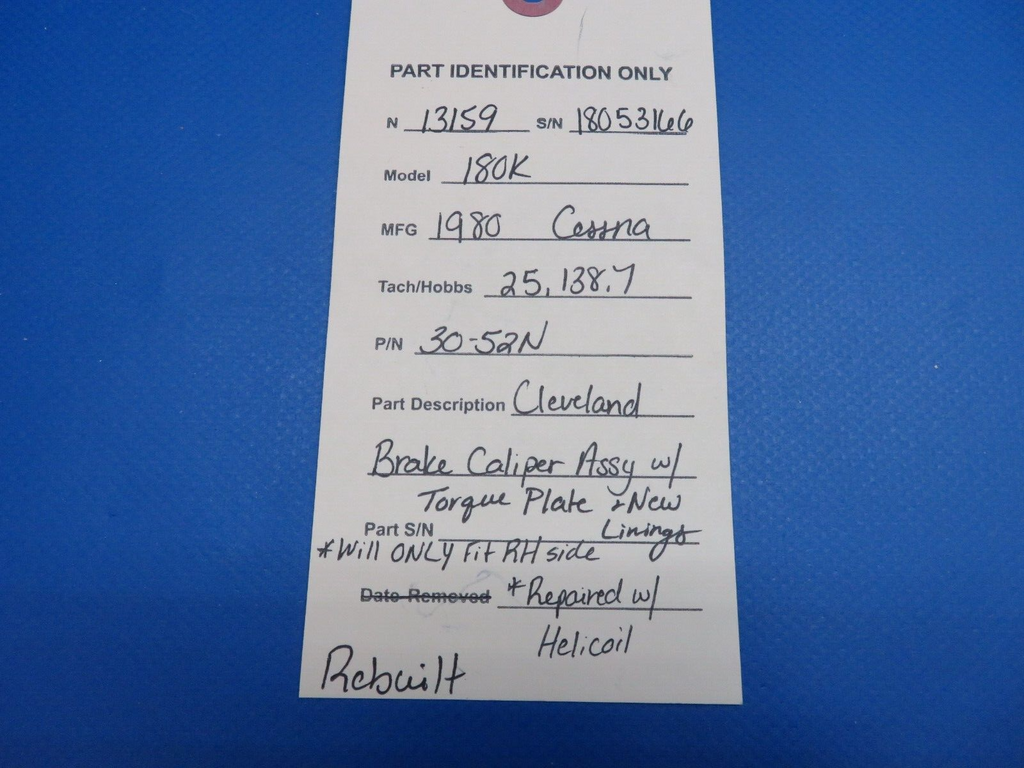 PART IDENTIFICATION ONLY
N 13159 S/N 18053166
Model 180K
MFG 1980 Cessna
Tach/Hobbs 25,138.7
P/N 30-52N
Part Description Cleveland
Brake Caliper Assy w/
Torque Plate & New
Part S/N Linings
*Will ONLY Fit RH side
Date Removed *Repaired w/
Helicoil
Rebuilt